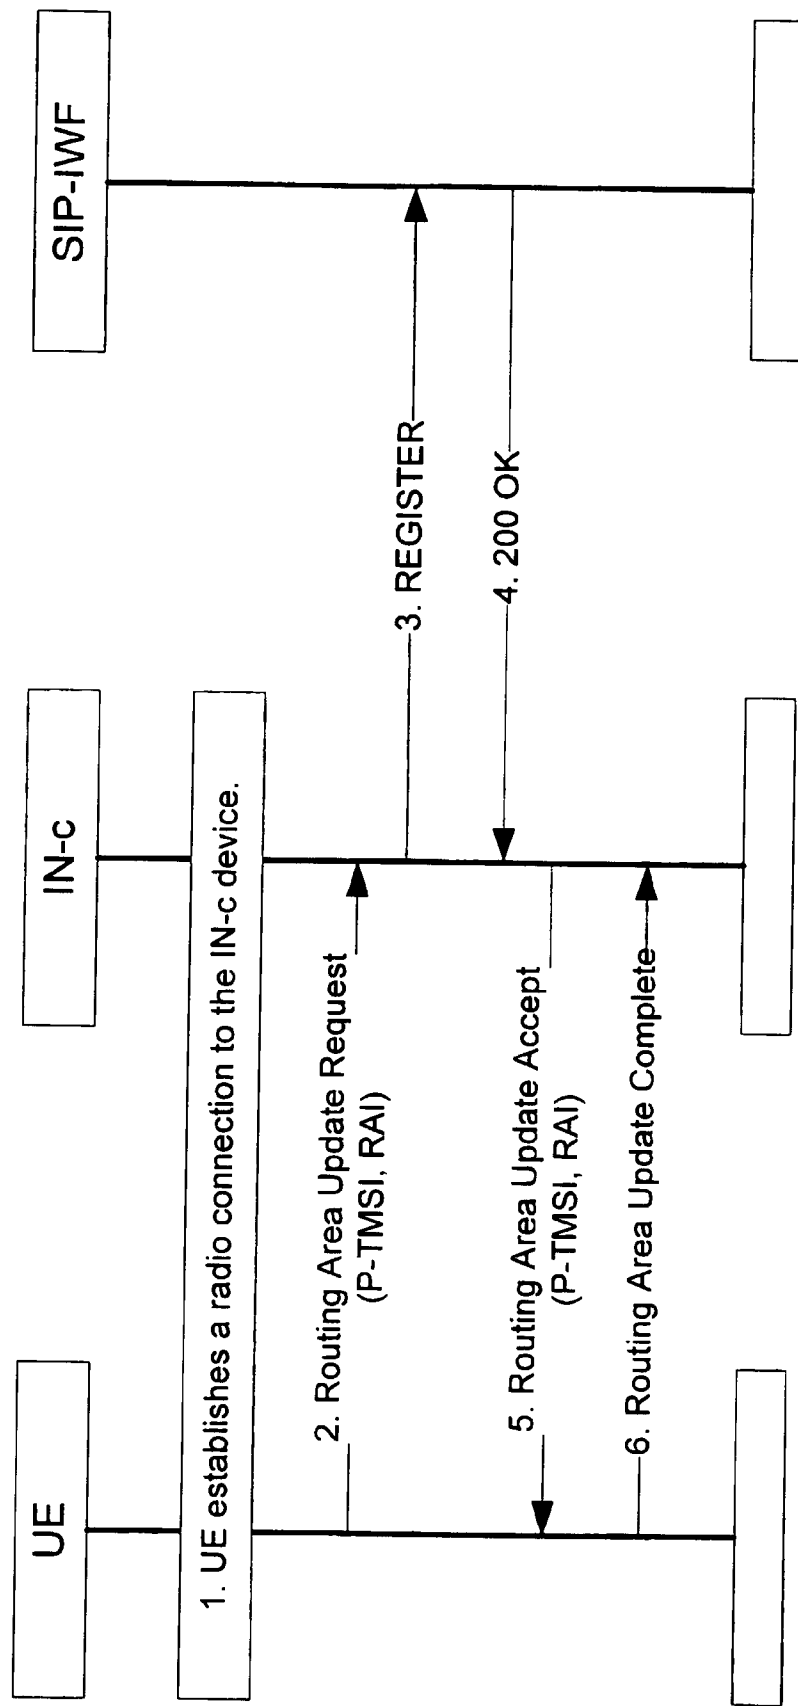 UE
IN-c
SIP-IWF
1. UE establishes a radio connection to the IN-c device.
2. Routing Area Update Request
(P-TMSI, RAI)
3. REGISTER
4. 200 OK
5. Routing Area Update Accept
(P-TMSI, RAI)
6. Routing Area Update Complete